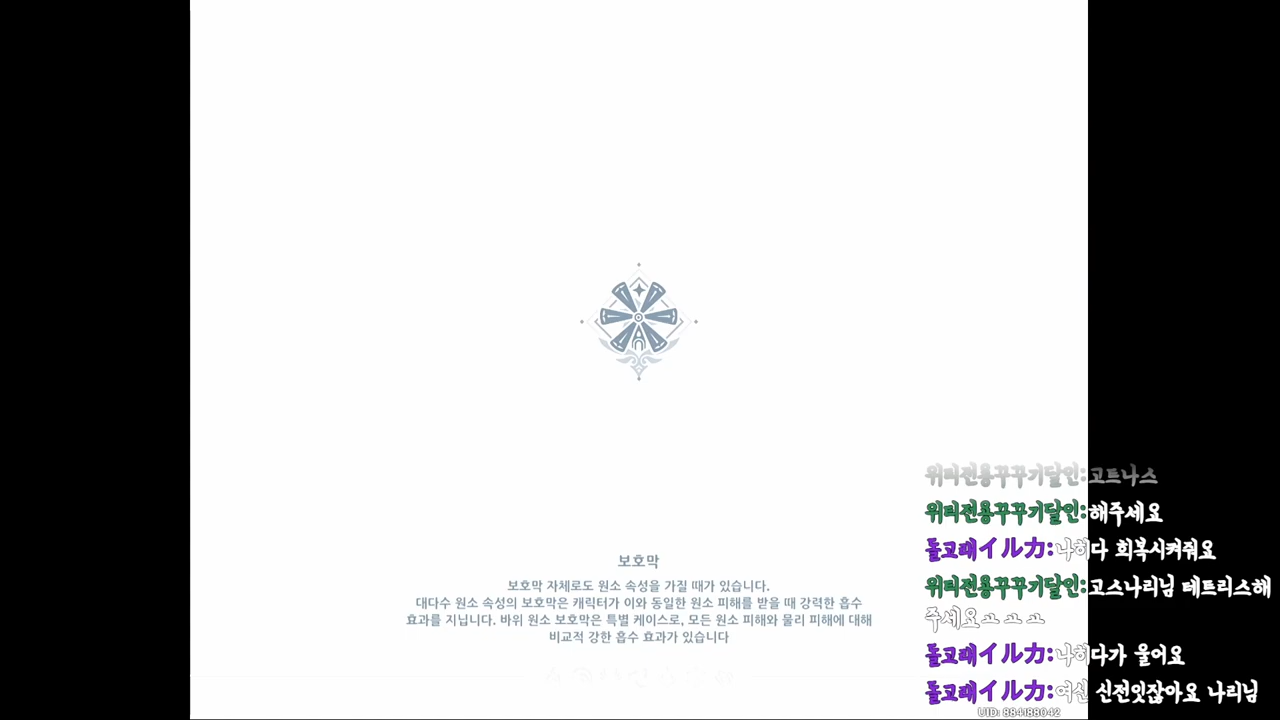 보호막
보호막 자체로도 원소 속성을 가질 때가 있습니다.
대다수 원소 속성의 보호막은 캐릭터가 이와 동일한 원소 피해를 받을 때 강력한 흡수
효과를 지닙니다. 바위 원소 보호막은 특별 케이스로, 모든 원소 피해와 물리 피해에 대해
비교적 강한 흡수 효과가 있습니다
위티전용꾸꾸기달인:고트나스
위티전용꾸꾸기달인:해주세요
돌고래イルカ:나히다 회복시켜줘요
위티전용꾸꾸기달인:고스나리님 테트리스해
주세요ㅛㅛㅛ
돌고래イルカ:나히다가 울어요
돌고래イルカ:여신 신전잇잖아요 나리님
UID: 884188042